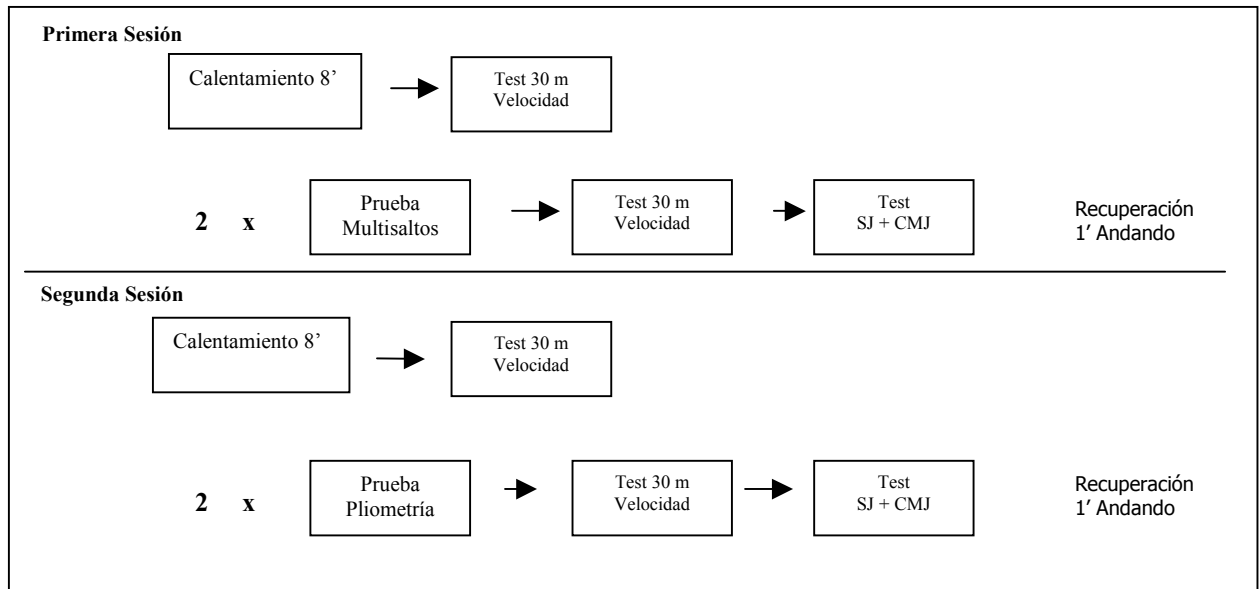 Primera Sesión
Calentamiento 8’
Test 30 m
Velocidad
2 x
Prueba
Multisaltos
Test 30 m
Velocidad
Test
SJ + CMJ
Recuperación
1’ Andando
Segunda Sesión
Calentamiento 8’
Test 30 m
Velocidad
2 x
Prueba
Pliometría
Test 30 m
Velocidad
Test
SJ + CMJ
Recuperación
1’ Andando